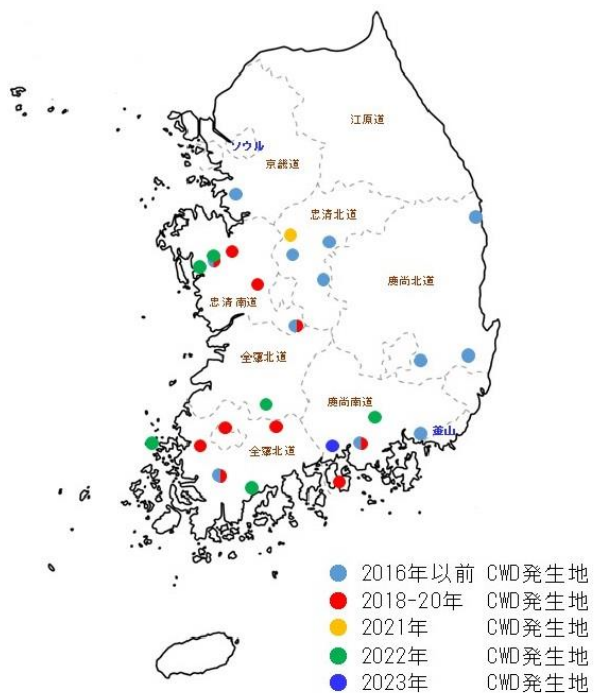 江原道
ソウル
京畿道
忠清北道
慶尚北道
忠清南道
全羅北道
慶尚南道
釜山
全羅北道
2016年以前 CWD発生地
2018-20年 CWD発生地
2021年 CWD発生地
2022年 CWD発生地
2023年 CWD発生地